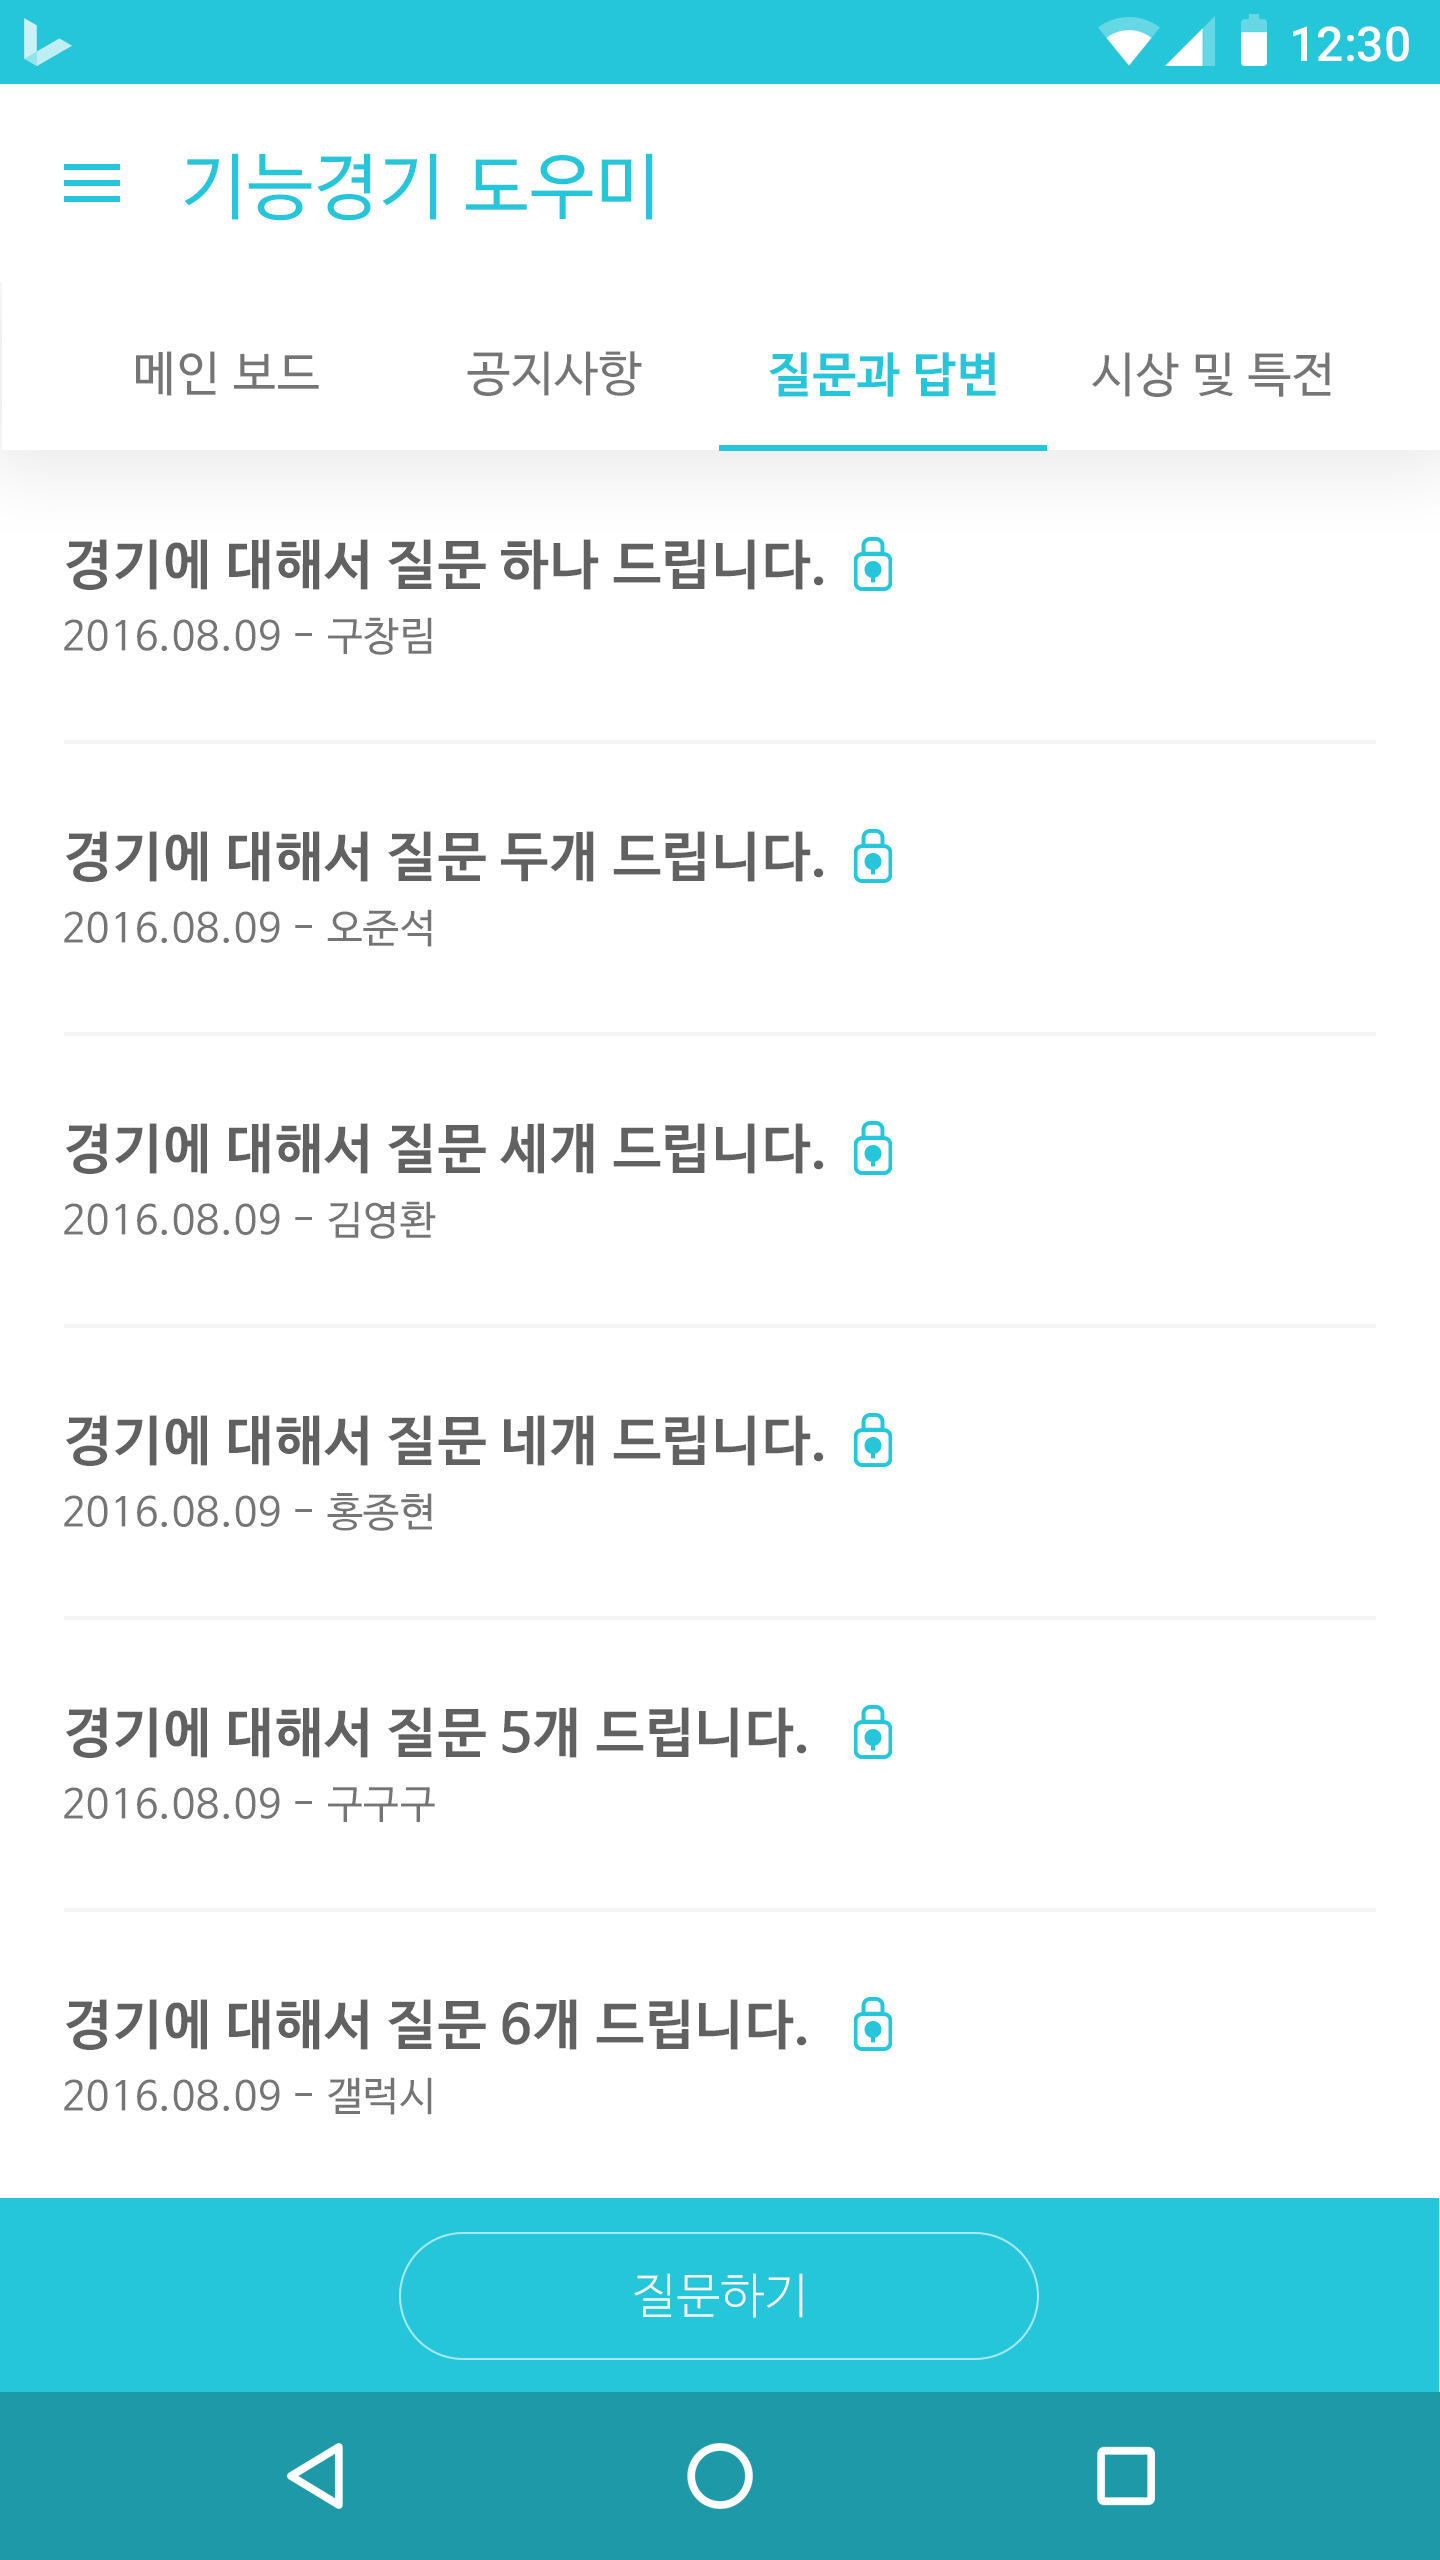 12:30
기능경기 도우미
메인 보드 공지사항 질문과 답변 시상 및 특전
경기에 대해서 질문 하나 드립니다.
2016.08.09 - 구창림
경기에 대해서 질문 두개 드립니다.
2016.08.09 - 오준석
경기에 대해서 질문 세개 드립니다.
2016.08.09 - 김영환
경기에 대해서 질문 네개 드립니다.
2016.08.09 - 홍종현
경기에 대해서 질문 5개 드립니다.
2016.08.09 - 구구구
경기에 대해서 질문 6개 드립니다.
2016.08.09 - 갤럭시
질문하기